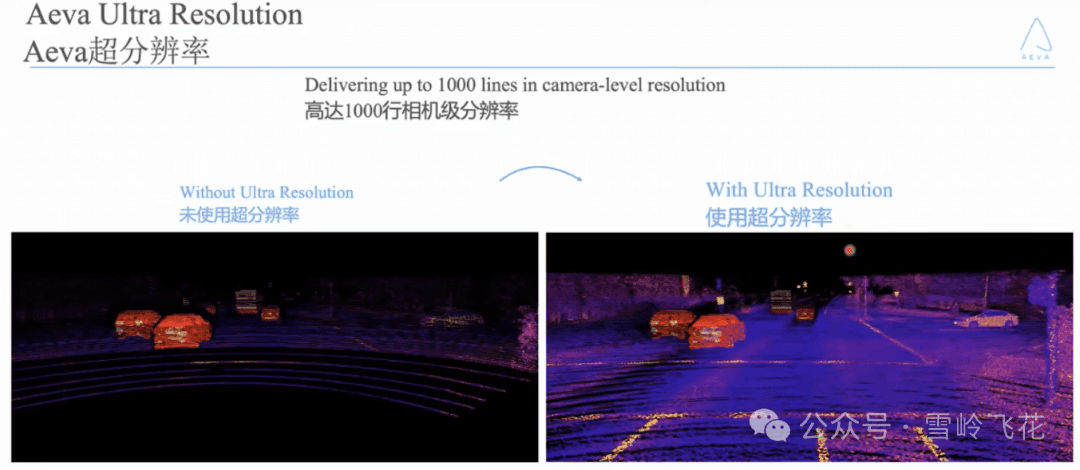 Aeva Ultra Resolution
Aeva超分辨率
AEVA
Delivering up to 1000 lines in camera-level resolution
高达1000行相机级分辨率
Without Ultra Resolution
未使用超分辨率
With Ultra Resolution
使用超分辨率
公众号·雪岭飞花